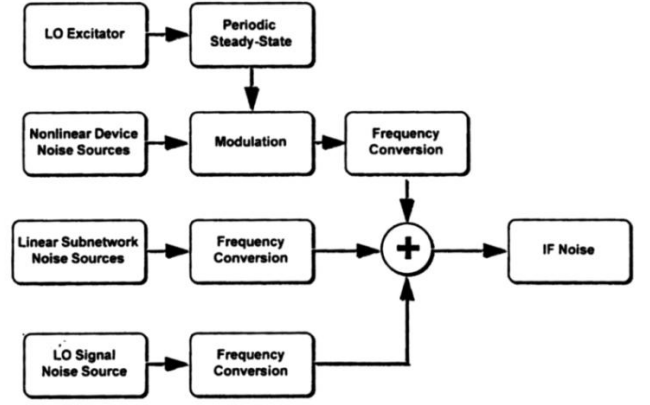 LO Excitator
Periodic
Steady-State
Nonlinear Device
Noise Sources
Modulation
Frequency
Conversion
Linear Subnetwork
Noise Sources
Frequency
Conversion
+
IF Noise
LO Signal
Noise Source
Frequency
Conversion